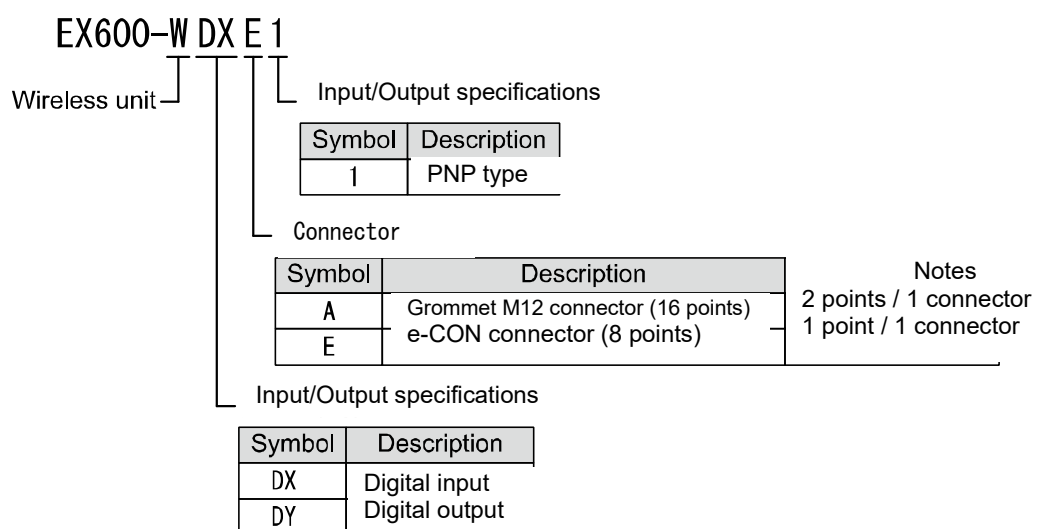 EX600-W DX E 1
Wireless unit
Input/Output specifications
Symbol Description
1 PNP type
Connector
Symbol Description Notes
A Grommet M12 connector (16 points) 2 points / 1 connector
E e-CON connector (8 points) 1 point / 1 connector
Input/Output specifications
Symbol Description
DX Digital input
DY Digital output